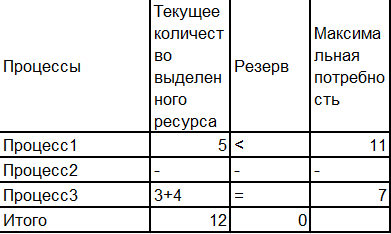 Процессы
Текущее
количест
во
выделен
ного
ресурса
Резерв
Максима
льная
потребно
сть
Процесс1 5 < 11
Процесс2 - - -
Процесс3 3+4 = 7
Итого 12 0